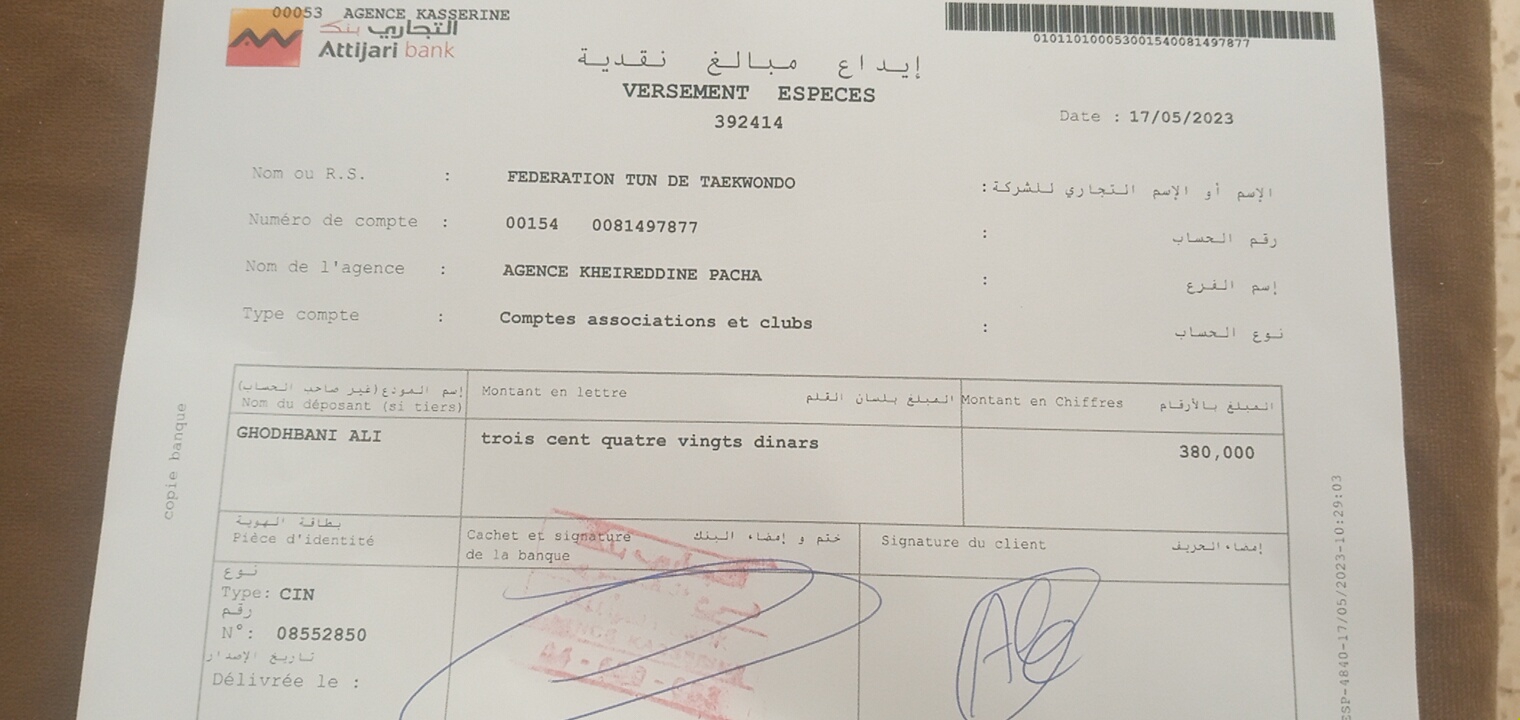 00053 AGENCE KASSERINE
التجاري بنك
Attijari bank
010110100053001540081497877
إيداع مبالغ نقدية
VERSEMENT ESPECES
392414
Date : 17/05/2023
Nom ou R.S. : FEDERATION TUN DE TAEKWONDO الإسم أو الإسم التجاري للشركة :
Numéro de compte : 00154 0081497877 : رقم الحساب
Nom de l'agence : AGENCE KHEIREDDINE PACHA : إسم الفرع
Type compte : Comptes associations et clubs : نوع الحساب
إسم المودع (غير صاحب الحساب)
Nom du déposant (si tiers)
Montant en lettre المبلغ بلسان القلم
Montant en Chiffres المبلغ بالأرقام
GHODHBANI ALI trois cent quatre vingts dinars 380,000
بطاقة الهوية
Pièce d'identité
Cachet et signature ختم و إمضاء البنك
de la banque
Signature du client إمضاء الحريف
نوع
Type: CIN
رقم
N°: 08552850
تاريخ الإصدار
Délivrée le :
copie banque
ESP-4840-17/05/2023-10:29:03